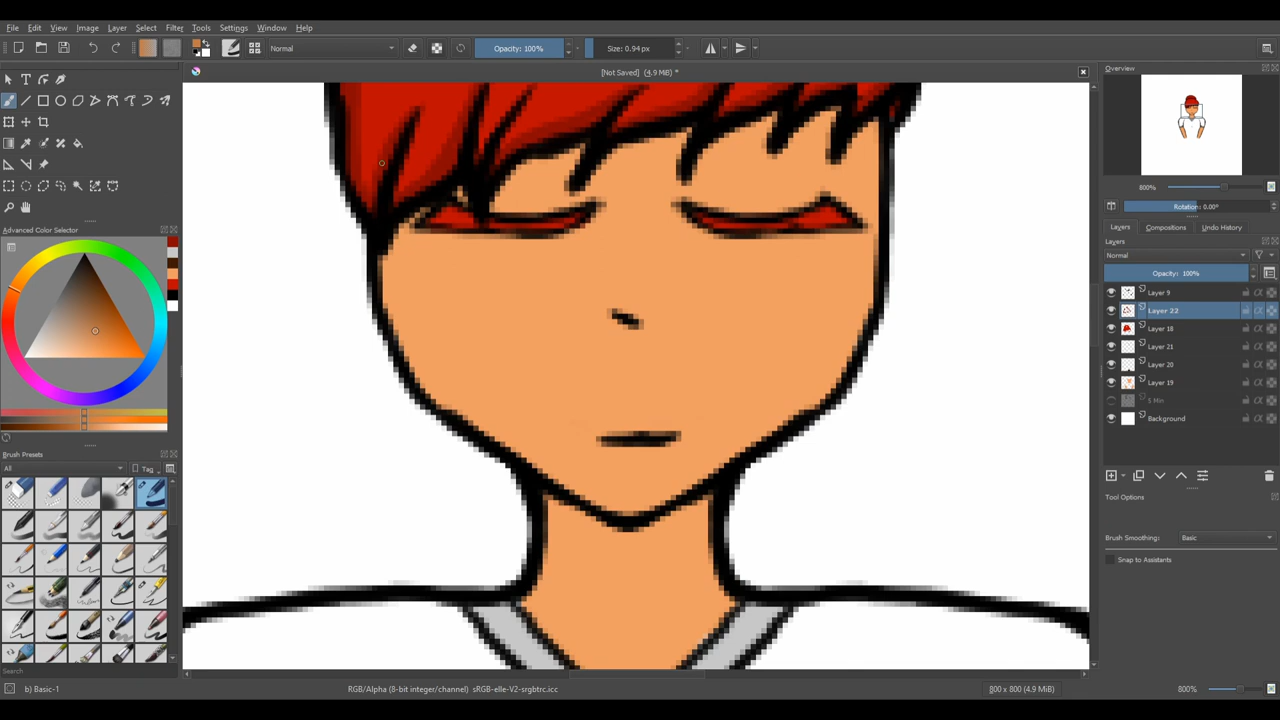 File Edit View Image Layer Select Filter Tools Settings Window Help
Normal Opacity: 100% Size: 0.94 px
[Not Saved] (4.9 MiB) *
Overview
800%
Rotation: 0.00°
Layers Compositions Undo History
Layers
Normal
Opacity: 100%
Layer 9
Layer 22
Layer 18
Layer 21
Layer 20
Layer 19
S Min
Background
Tool Options
Brush Smoothing: Basic
Snap to Assistants
Advanced Color Selector
Brush Presets
All Tag
Search
b) Basic-1 RGB/Alpha (8-bit integer/channel) sRGB-elle-V2-srgbtrc.icc 800 x 800 (4.9 MiB) 800%